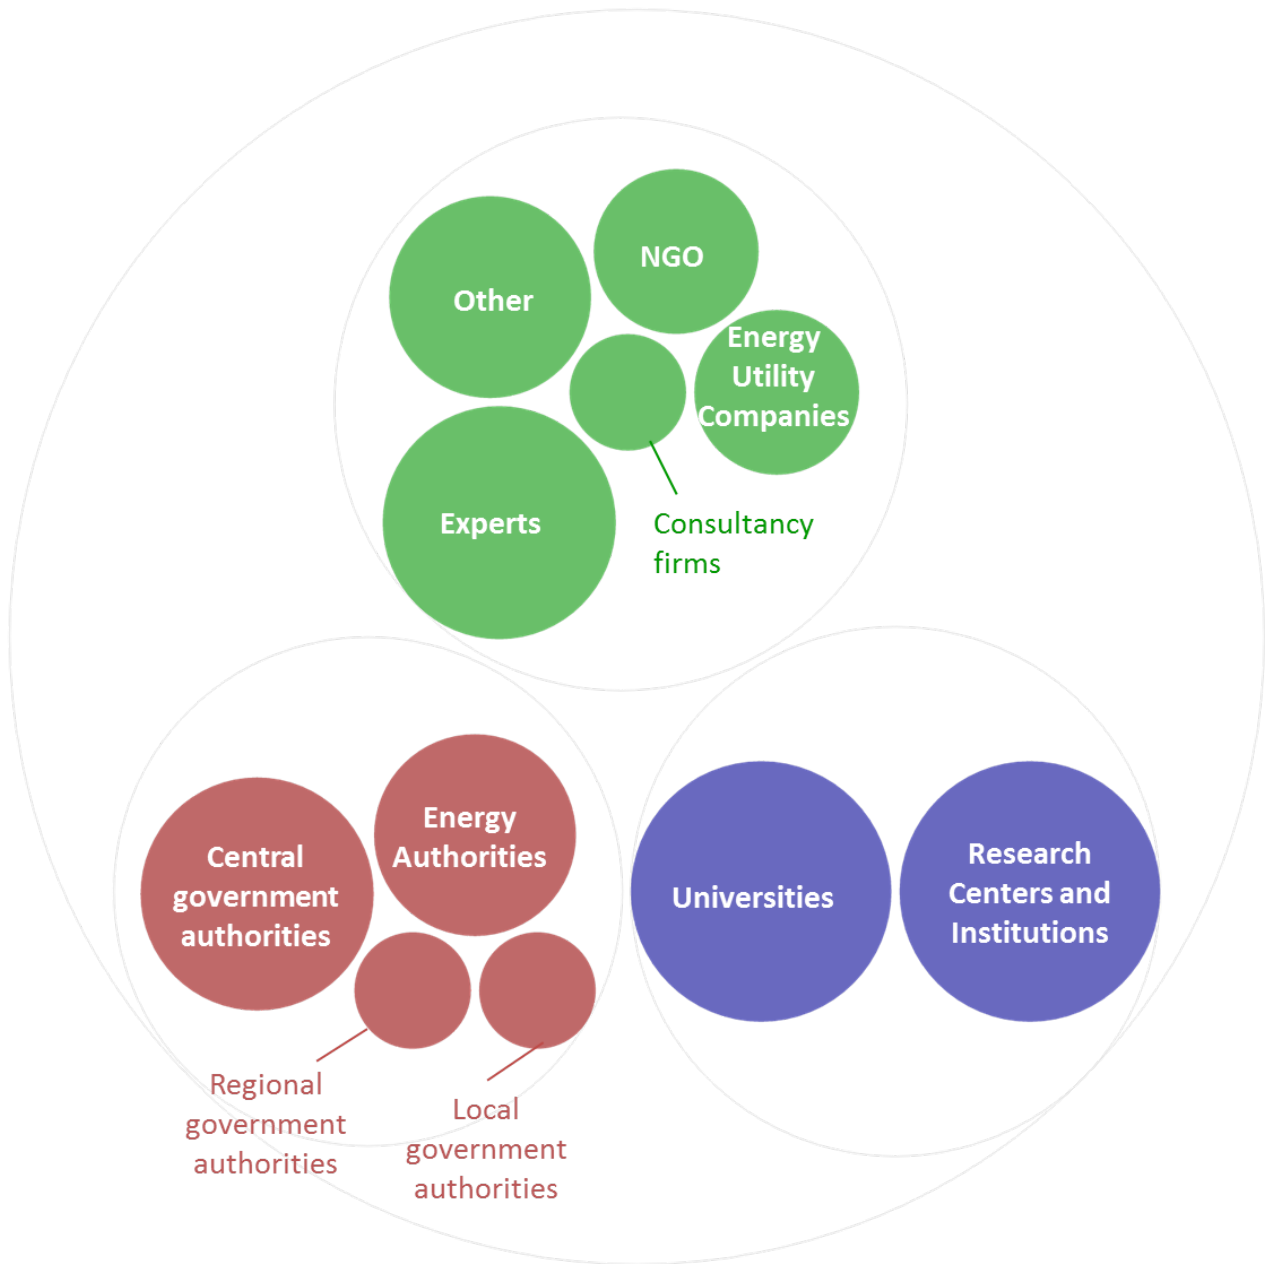 NGO
Other
Energy
Utility
Companies
Experts
Consultancy
firms
Energy
Authorities
Central
government
authorities
Universities
Research
Centers and
Institutions
Regional
government
authorities
Local
government
authorities